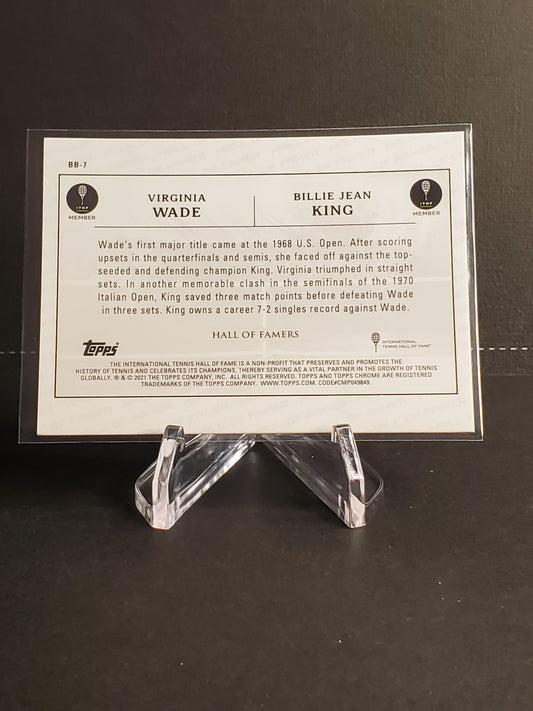 BB-7
VIRGINIA
WADE
BILLIE JEAN
KING
ITHF
MEMBER
ITHF
MEMBER
Wade's first major title came at the 1968 U.S. Open. After scoring
upsets in the quarterfinals and semis, she faced off against the top-
seeded and defending champion King. Virginia triumphed in straight
sets. In another memorable clash in the semifinals of the 1970
Italian Open, King saved three match points before defeating Wade
in three sets. King owns a career 7-2 singles record against Wade.
HALL OF FAMERS
Topps
INTERNATIONAL
TENNIS HALL OF FAME
THE INTERNATIONAL TENNIS HALL OF FAME IS A NON-PROFIT THAT PRESERVES AND PROMOTES THE
HISTORY OF TENNIS AND CELEBRATES ITS CHAMPIONS, THEREBY SERVING AS A VITAL PARTNER IN THE GROWTH OF TENNIS
GLOBALLY. ® & © 2021 THE TOPPS COMPANY, INC. ALL RIGHTS RESERVED. TOPPS AND TOPPS CHROME ARE REGISTERED
TRADEMARKS OF THE TOPPS COMPANY. WWW.TOPPS.COM. CODE#CMP049849.